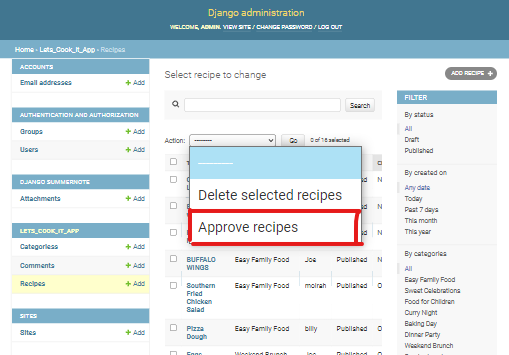 Django administration
WELCOME, ADMIN. VIEW SITE / CHANGE PASSWORD / LOG OUT
Home › Lets_Cook_It_App › Recipes
ACCOUNTS
Email addresses + Add
AUTHENTICATION AND AUTHORIZATION
Groups + Add
Users + Add
DJANGO SUMMERNOTE
Attachments + Add
LETS_COOK_IT_APP
Categoriess + Add
Comments + Add
Recipes + Add
SITES
Sites + Add
Select recipe to change
ADD RECIPE +
Search
Action: --------- Go 0 of 16 selected
---------
Delete selected recipes
Approve recipes
BUFFALO WINGS Easy Family Food Joe Published
Southern Fried Chicken Salad Easy Family Food moirah Published
Pizza Dough Easy Family Food billy Published
Eggs Weekend Brunch Published
FILTER
By status
All
Draft
Published
By created on
Any date
Today
Past 7 days
This month
This year
By categories
All
Easy Family Food
Sweet Celebrations
Food for Children
Curry Night
Baking Day
Dinner Party
Weekend Brunch